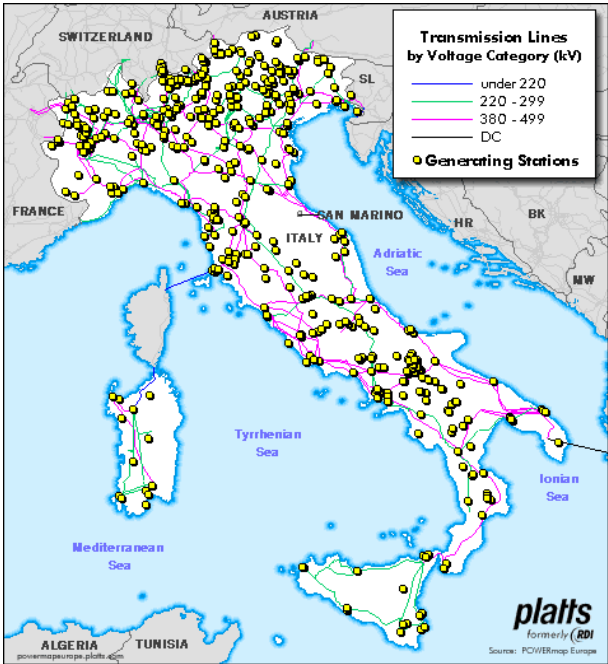 AUSTRIA
SWITZERLAND
SL
Transmission Lines
by Voltage Category (kV)
under 220
220 - 299
380 - 499
DC
Generating Stations
FRANCE
SAN MARINO
ITALY
HR
BK
Adriatic
Sea
MW
Tyrrhenian
Sea
Ionian
Sea
Mediterranean
Sea
platts
formerly RDI
ALGERIA
TUNISIA
powermapeurope.platts.com
Source: POWERmap Europe